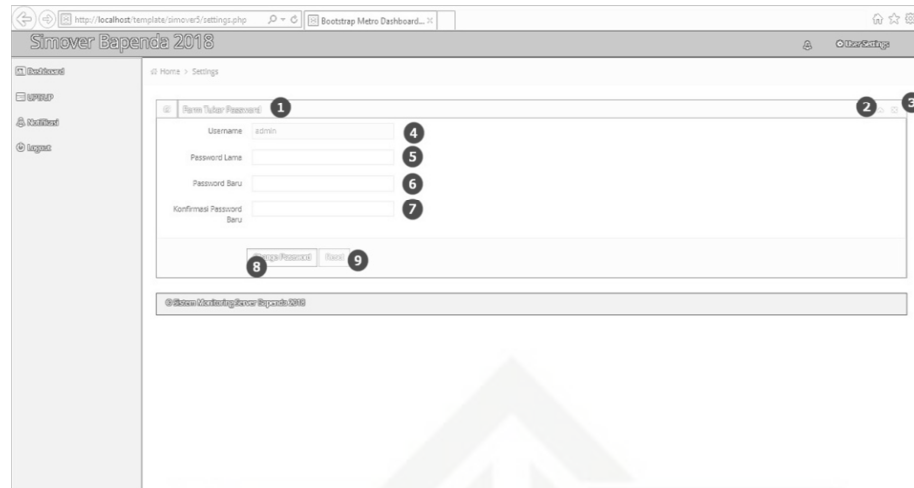 http://localhost/template/simover5/settings.php
Bootstrap Metro Dashboard...
Simover Bapenda 2018
User Settings
Dashboard
Home > Settings
UPT/UP
Notifikasi
Logout
Form Tukar Password
1
2
3
Username
admin
4
Password Lama
5
Password Baru
6
Konfirmasi Password Baru
7
Change Password
8
Reset
9
© Sistem Monitoring Server Bapenda 2018